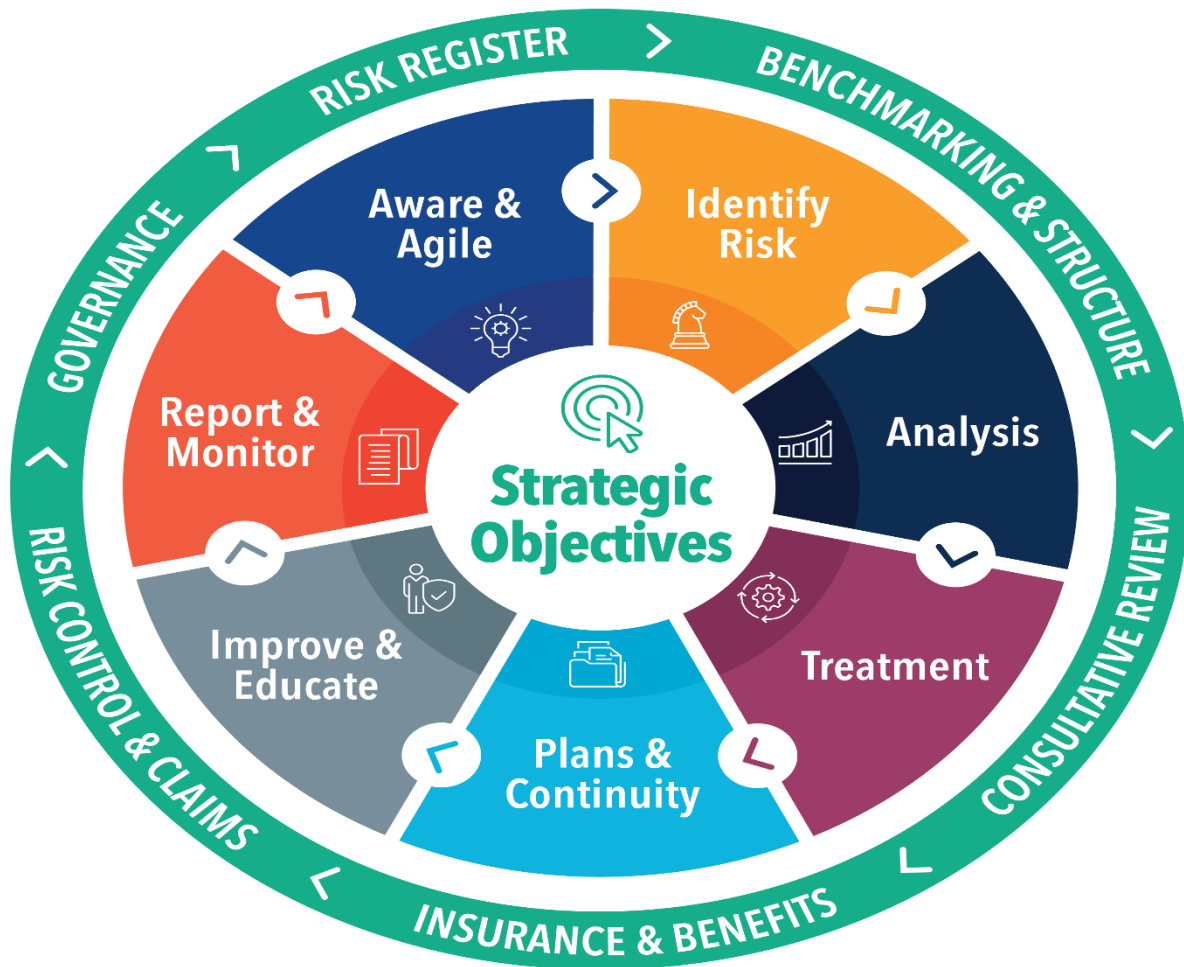 RISK REGISTER
BENCHMARKING & STRUCTURE
CONSULTATIVE REVIEW
INSURANCE & BENEFITS
RISK CONTROL & CLAIMS
GOVERNANCE
Aware &
Agile
Identify
Risk
Analysis
Treatment
Plans &
Continuity
Improve &
Educate
Report &
Monitor
Strategic
Objectives